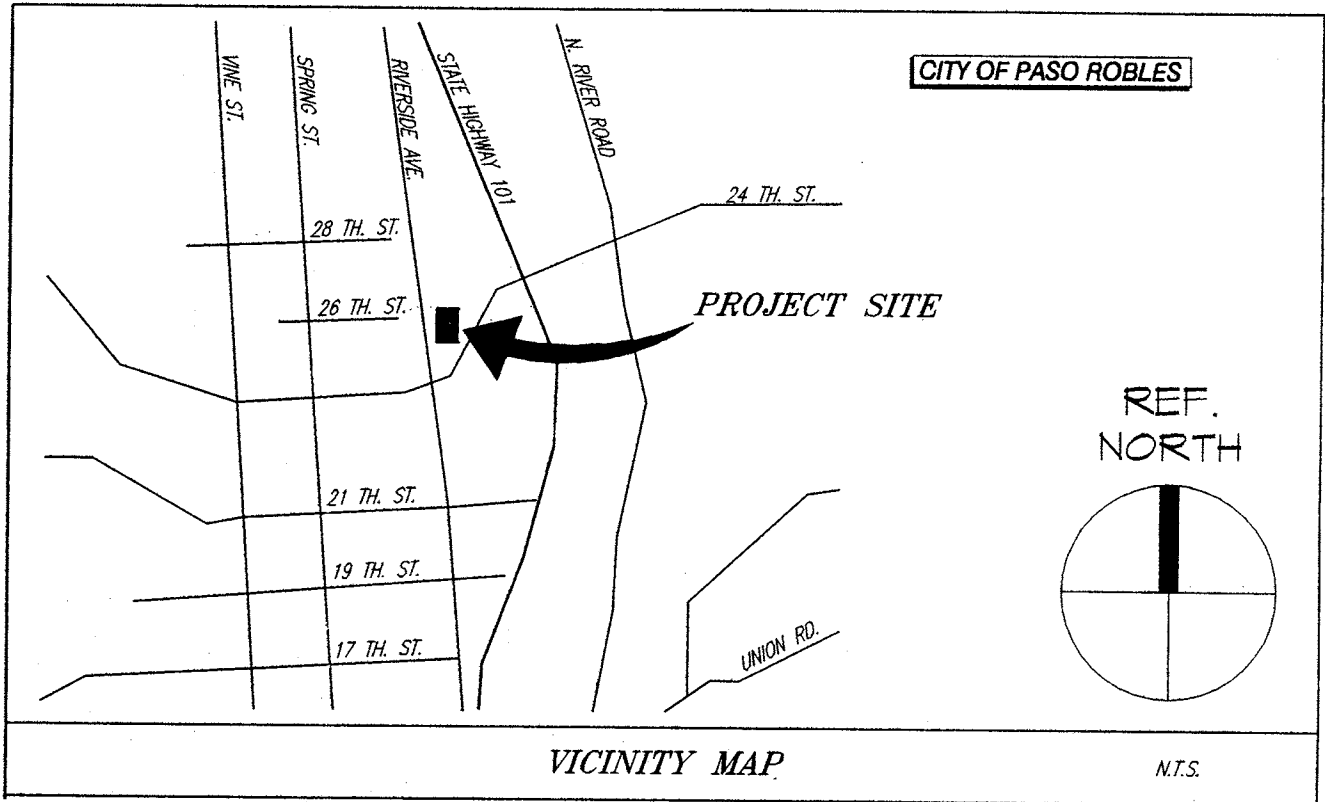 CITY OF PASO ROBLES
VINE ST.
SPRING ST.
RIVERSIDE AVE.
STATE HIGHWAY 101
N. RIVER ROAD
24 TH. ST.
28 TH. ST.
26 TH. ST.
PROJECT SITE
REF.
NORTH
21 TH. ST.
19 TH. ST.
17 TH. ST.
UNION RD.
VICINITY MAP
N.T.S.